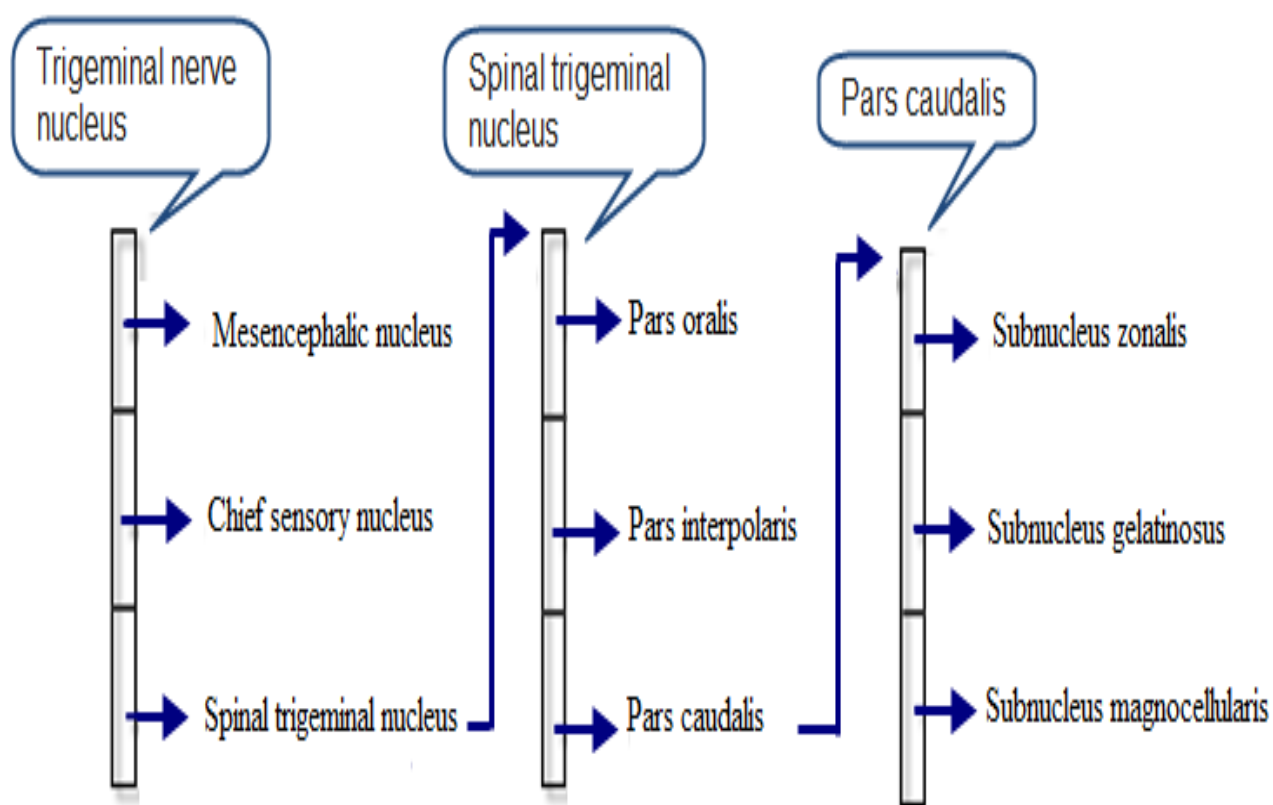 Trigeminal nerve
nucleus
Mesencephalic nucleus
Chief sensory nucleus
Spinal trigeminal nucleus
Spinal trigeminal
nucleus
Pars oralis
Pars interpolaris
Pars caudalis
Pars caudalis
Subnucleus zonalis
Subnucleus gelatinosus
Subnucleus magnocellularis